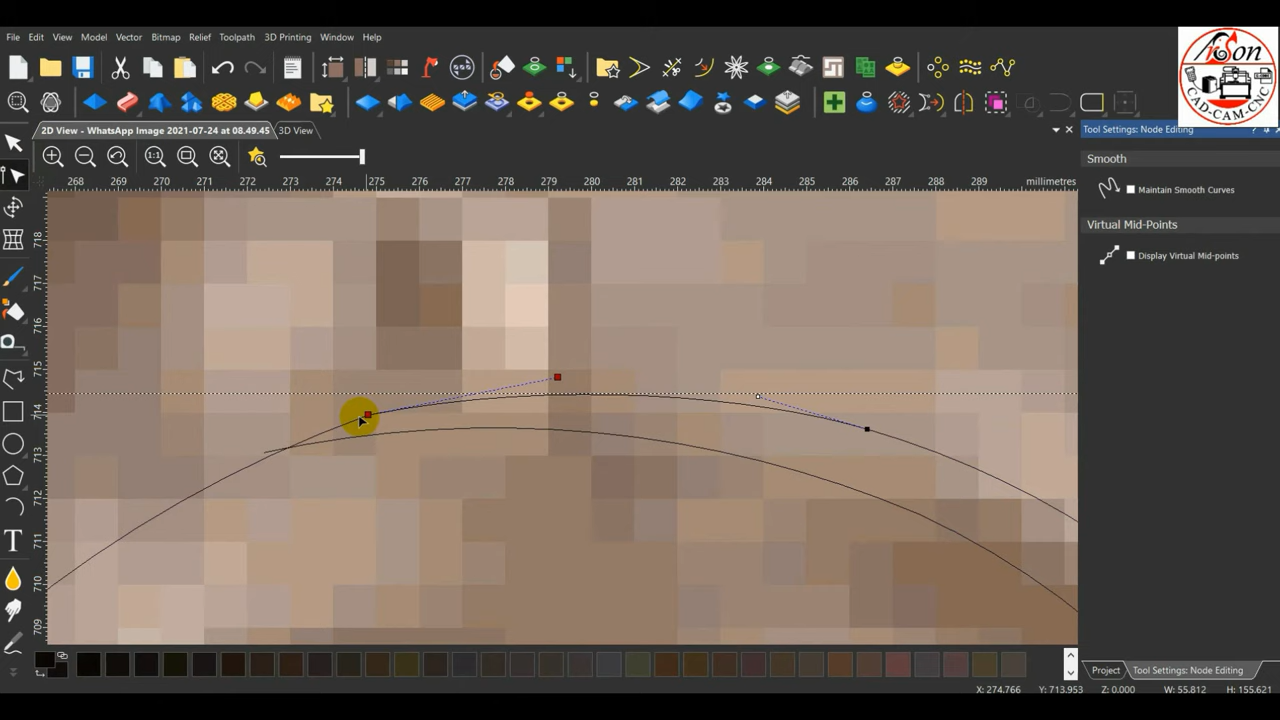 File Edit View Model Vector Bitmap Relief Toolpath 3D Printing Window Help
ArSon
CAD-CAM-CNC
2D View - WhatsApp Image 2021-07-24 at 08.49.45 3D View
Tool Settings: Node Editing ?
1:1
Smooth
268 269 270 271 272 273 274 275 276 277 278 279 280 281 282 283 284 285 286 287 288 289 millimetres
Maintain Smooth Curves
Virtual Mid-Points
Display Virtual Mid-points
718
717
716
715
714
713
712
711
710
709
T
Project Tool Settings: Node Editing
X: 274.766 Y: 713.953 Z: 0.000 W: 55.812 H: 155.621